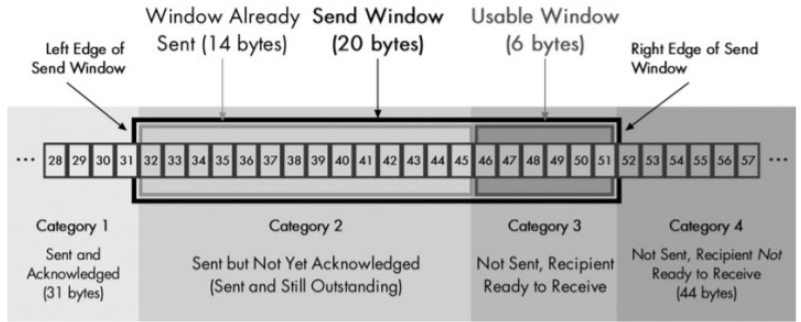 Window Already Sent (14 bytes)
Send Window (20 bytes)
Usable Window (6 bytes)
Left Edge of
Send Window
Right Edge of Send
Window
... 28 29 30 31 32 33 34 35 36 37 38 39 40 41 42 43 44 45 46 47 48 49 50 51 52 53 54 55 56 57 ...
Category 1
Sent and
Acknowledged
(31 bytes)
Category 2
Sent but Not Yet Acknowledged
(Sent and Still Outstanding)
Category 3
Not Sent, Recipient
Ready to Receive
Category 4
Not Sent, Recipient Not
Ready to Receive
(44 bytes)